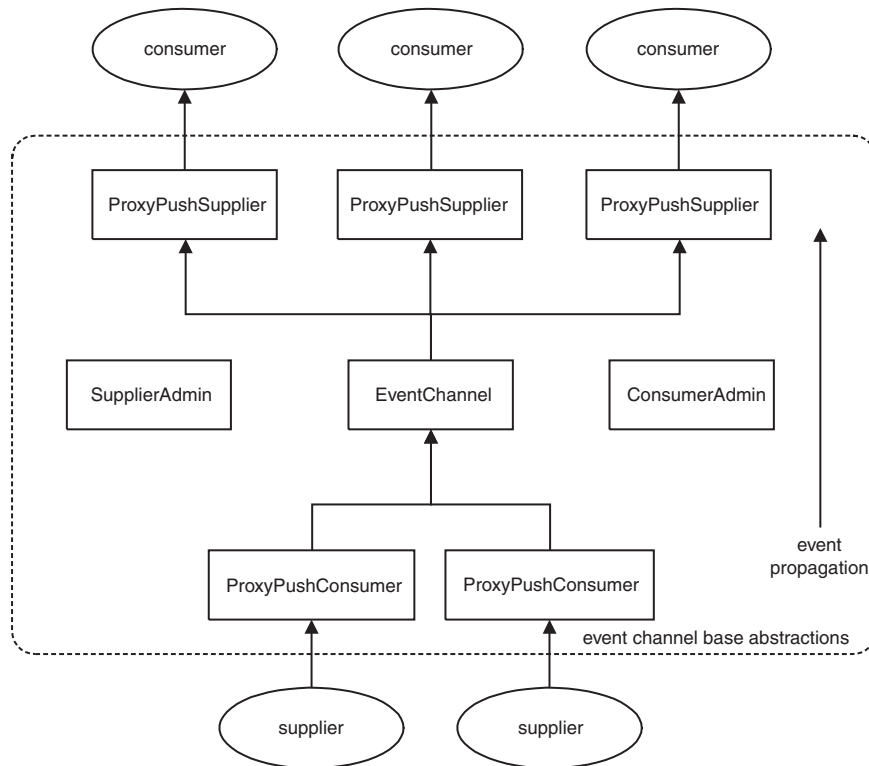 consumer
consumer
consumer
ProxyPushSupplier
ProxyPushSupplier
ProxyPushSupplier
SupplierAdmin
EventChannel
ConsumerAdmin
event
propagation
ProxyPushConsumer
ProxyPushConsumer
event channel base abstractions
supplier
supplier